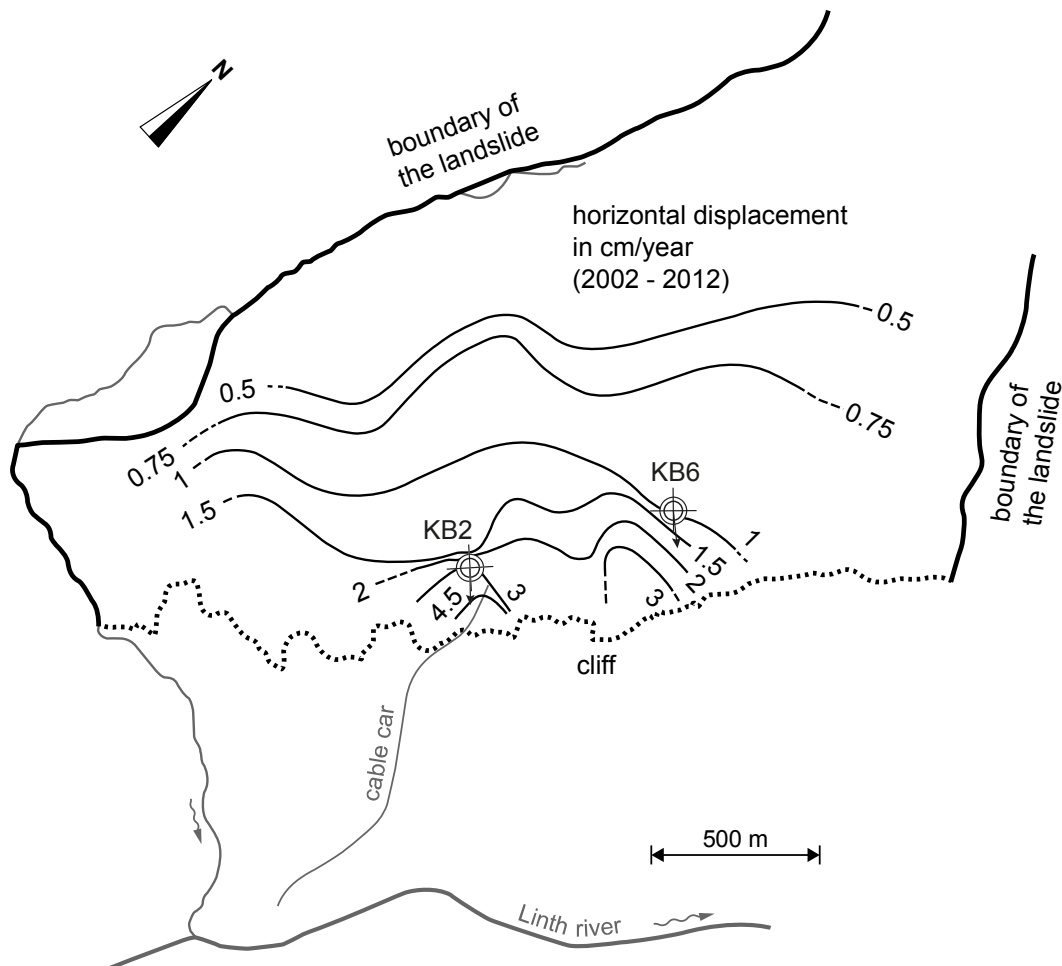 N
boundary of
the landslide
horizontal displacement
in cm/year
(2002 - 2012)
0.5
0.5
0.75
0.75
boundary of
the landslide
1
1.5
KB6
KB2
1
1.5
2
2
4.5
3
3
cliff
cable car
500 m
Linth river